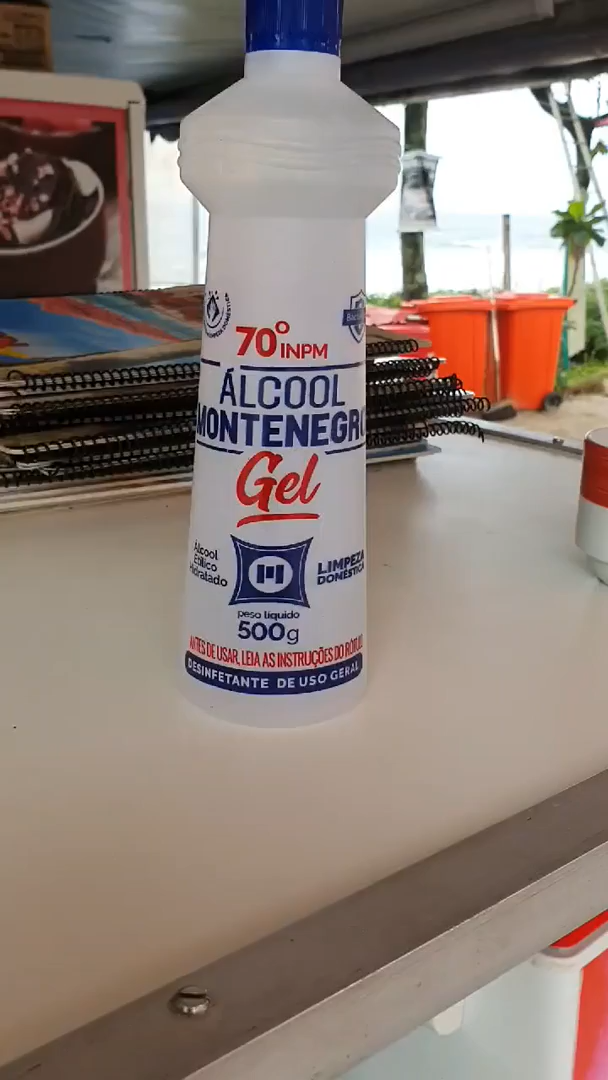 70° INPM
ÁLCOOL
MONTENEGRO
Gel
Álcool
Etílico
Hidratado
LIMPEZA
DOMÉSTICA
peso líquido
500g
ANTES DE USAR, LEIA AS INSTRUÇÕES DO RÓTULO
DESINFETANTE DE USO GERAL